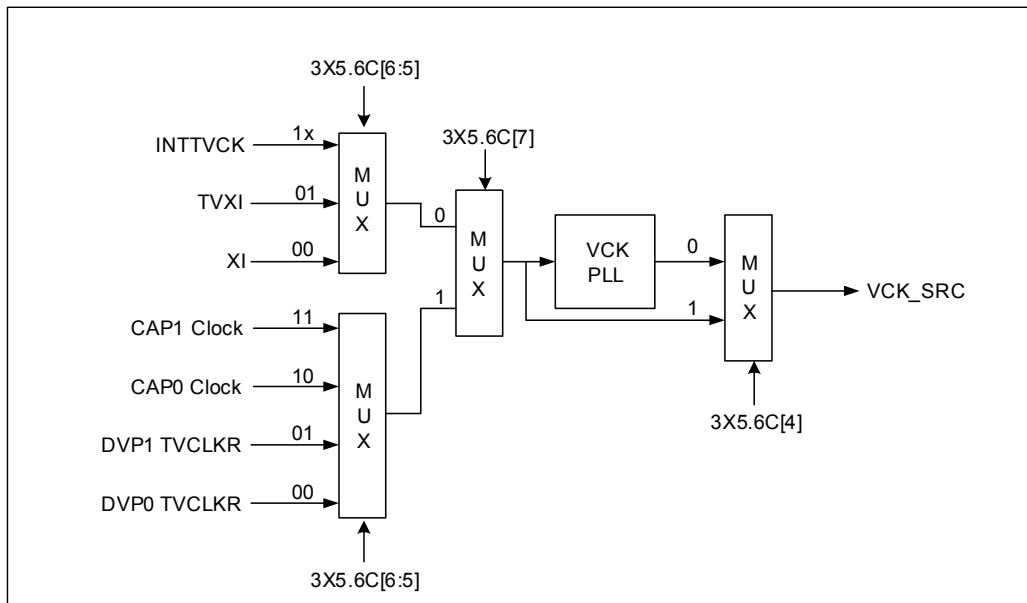 3X5.6C[6:5]
INTTVCK
1x
TVXI
01
XI
00
M
U
X
3X5.6C[7]
0
1
M
U
X
VCK
PLL
0
1
M
U
X
VCK_SRC
3X5.6C[4]
CAP1 Clock
11
CAP0 Clock
10
DVP1 TVCLKR
01
DVP0 TVCLKR
00
M
U
X
3X5.6C[6:5]